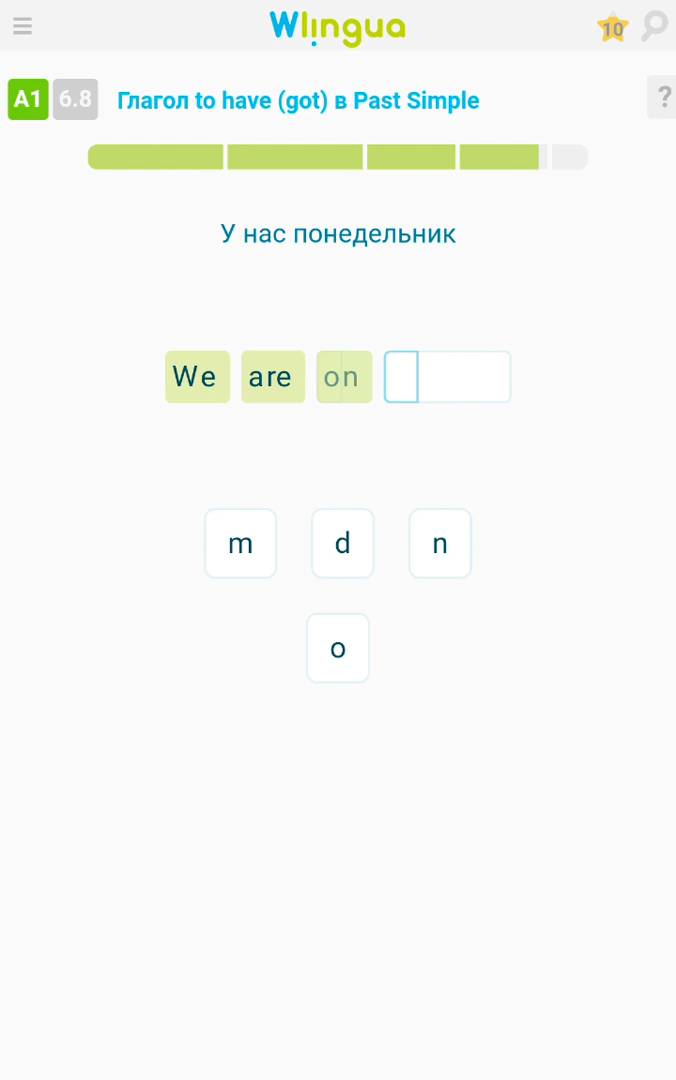 Wlingua
10
A1 6.8 Глагол to have (got) в Past Simple ?
У нас понедельник
We are on
m d n
o